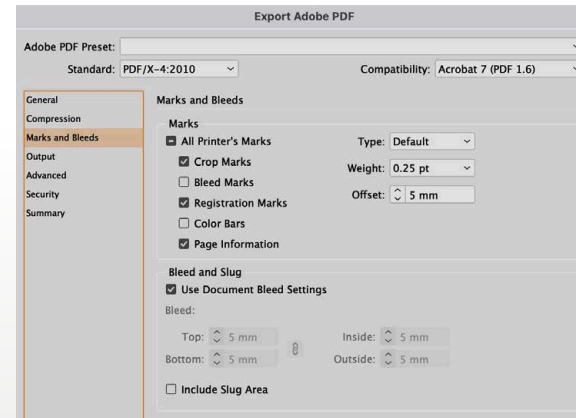 Export Adobe PDF
Adobe PDF Preset:
Standard: PDF/X-4:2010 Compatibility: Acrobat 7 (PDF 1.6)
General
Compression
Marks and Bleeds
Output
Advanced
Security
Summary
Marks and Bleeds
Marks
All Printer's Marks
Crop Marks
Bleed Marks
Registration Marks
Color Bars
Page Information
Type: Default
Weight: 0.25 pt
Offset: 5 mm
Bleed and Slug
Use Document Bleed Settings
Bleed:
Top: 5 mm Inside: 5 mm
Bottom: 5 mm Outside: 5 mm
Include Slug Area